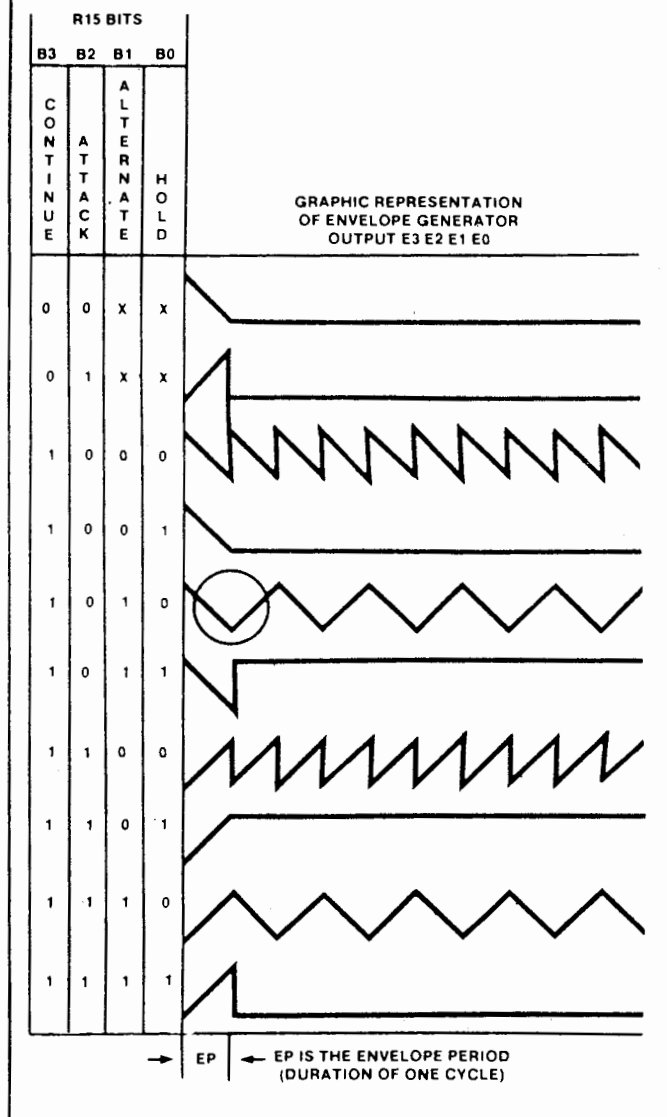 R15 BITS
B3 B2 B1 B0
CONTINUE
ATTACK
ALTERNATE
HOLD
GRAPHIC REPRESENTATION
OF ENVELOPE GENERATOR
OUTPUT E3 E2 E1 E0
0 0 X X
0 1 X X
1 0 0 0
1 0 0 1
1 0 1 0
1 0 1 1
1 1 0 0
1 1 0 1
1 1 1 0
1 1 1 1
EP
EP IS THE ENVELOPE PERIOD
(DURATION OF ONE CYCLE)